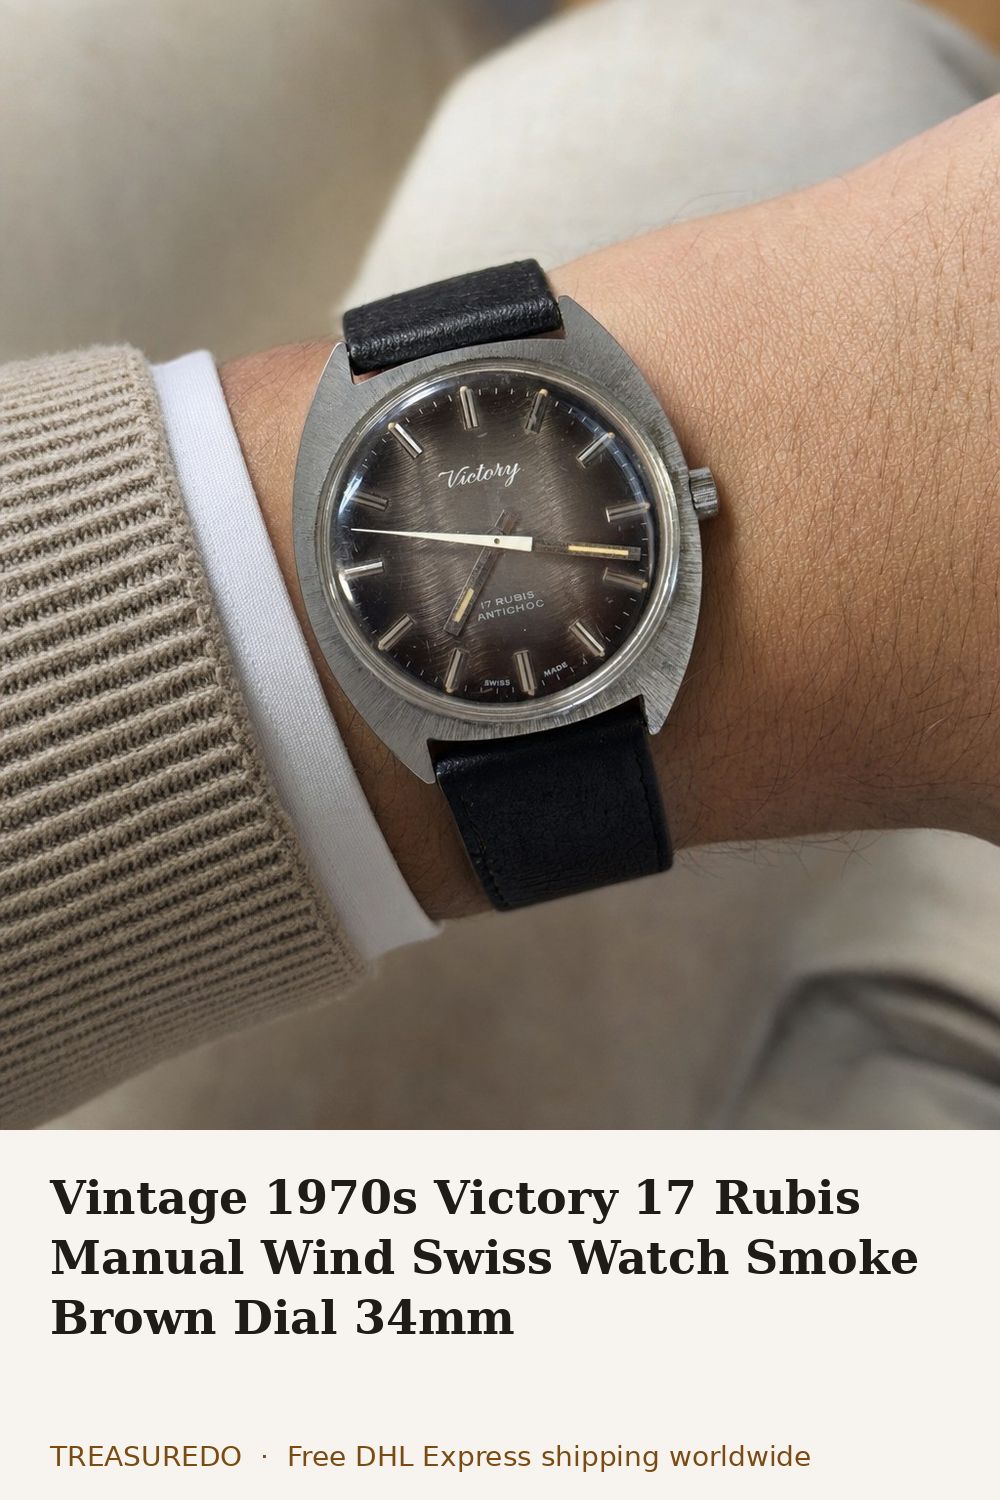 Victory
17 RUBIS
ANTICHOC
SWISS MADE
Vintage 1970s Victory 17 Rubis
Manual Wind Swiss Watch Smoke
Brown Dial 34mm
TREASUREDO · Free DHL Express shipping worldwide